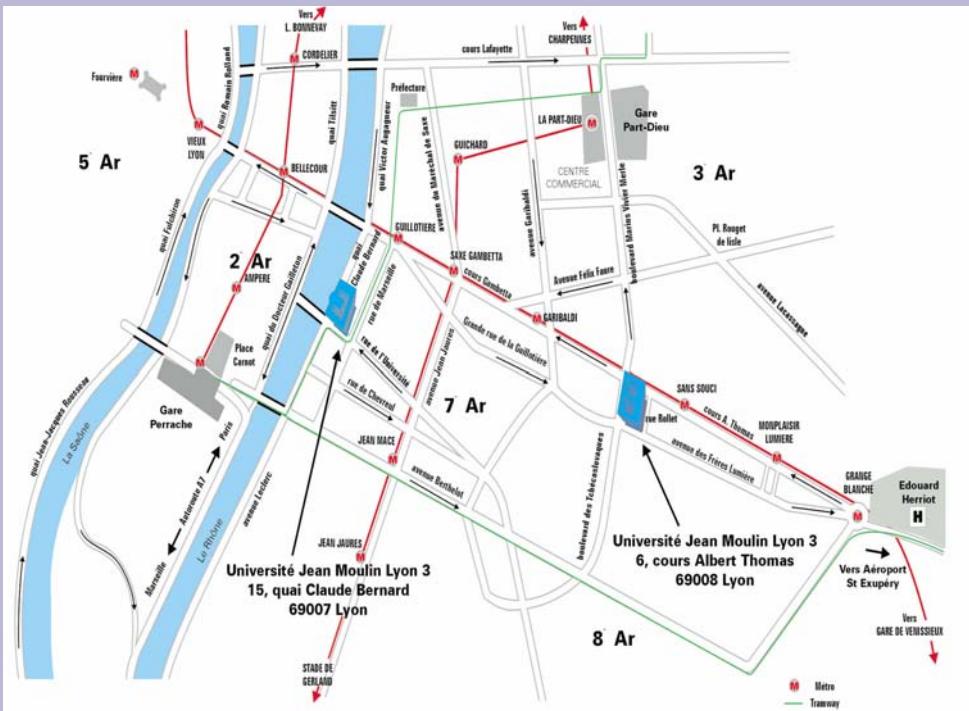 Vers
L. BONNEVAY
CORDELIER
Vers
CHARPENNES
cours Lafayette
Fourvière
M
quai Romain Rolland
quai Tilsitt
quai Victor Augagneur
Préfecture
avenue du Maréchal de Saxe
LA PART-DIEU
Gare
Part-Dieu
VIEUX
LYON
GUICHARD
5° Ar
BELLECOUR
CENTRE
COMMERCIAL
3° Ar
avenue Garibaldi
boulevard Marius Vivier Merle
quai Fulchiron
GUILLOTIERE
quai
Claude Bernard
Pl. Rouget
de lisle
2° Ar
AMPERE
quai du Docteur Gailleton
rue de Marseille
SAXE GAMBETTA
cours Gambetta
Avenue Félix Faure
avenue Lacassagne
GARIBALDI
Place
Carnot
rue de l'Université
Grande rue de la Guillotière
avenue Jean Jaures
rue de Chevreul
Gare
Perrache
7° Ar
SANS SOUCI
cours A. Thomas
rue Rollet
MONPLAISIR
LUMIERE
quai Jean-Jacques Rousseau
La Saône
Paris
Autoroute A7
Marseille
Le Rhône
avenue Leclerc
JEAN MACE
avenue Berthelot
avenue des Frères Lumière
boulevard des Tchécoslovaques
GRANGE
BLANCHE
Edouard
Herriot
H
JEAN JAURES
Université Jean Moulin Lyon 3
15, quai Claude Bernard
69007 Lyon
Université Jean Moulin Lyon 3
6, cours Albert Thomas
69008 Lyon
Vers Aéroport
St Exupéry
8° Ar
Vers
GARE DE VENISSIEUX
STADE DE
GERLAND
M Métro
Tramway